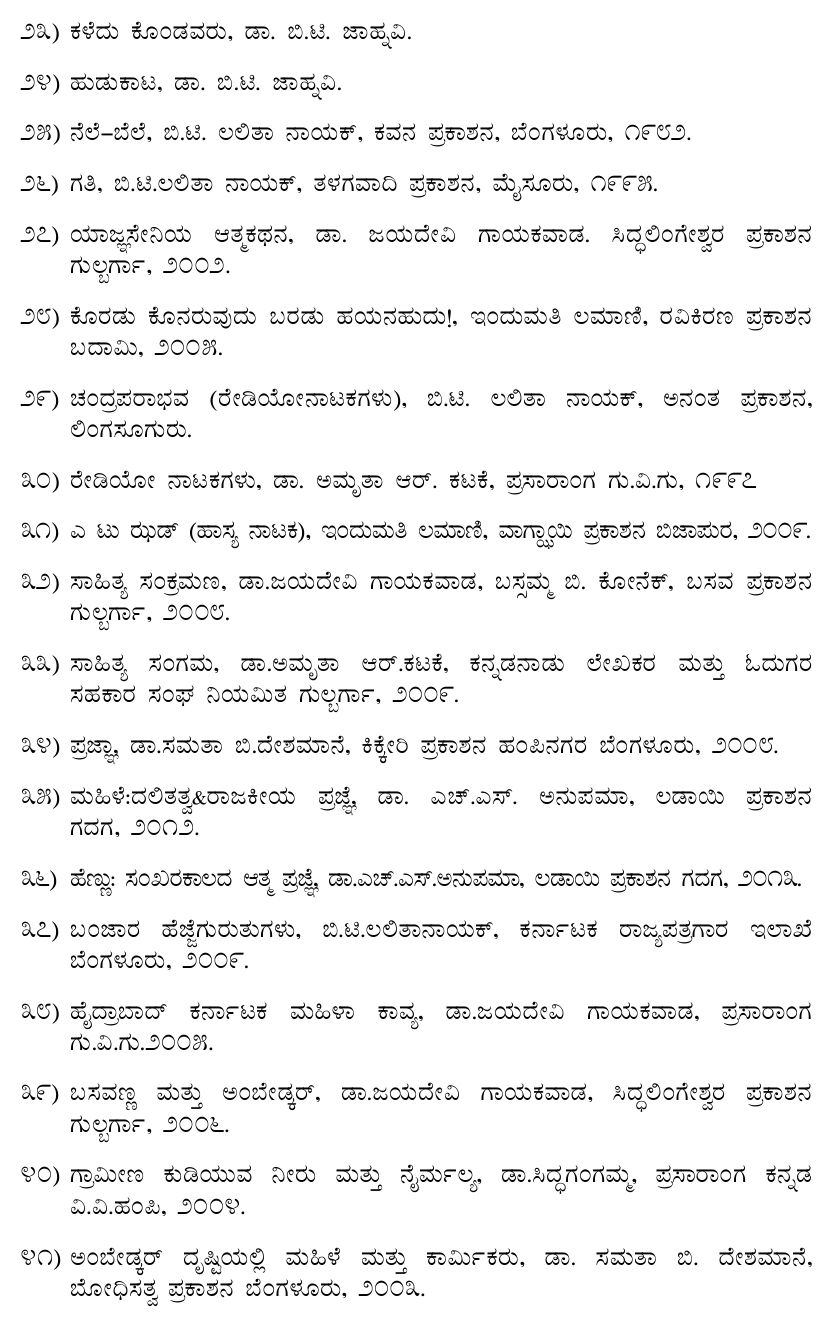 ೨೩) ಕಳೆದು ಕೊಂಡವರು, ಡಾ. ಬಿ.ಟಿ. ಜಾಹ್ನವಿ.
೨೪) ಹುಡುಕಾಟ, ಡಾ. ಬಿ.ಟಿ. ಜಾಹ್ನವಿ.
೨೫) ನೆಲೆ–ಬೆಲೆ, ಬಿ.ಟಿ. ಲಲಿತಾ ನಾಯಕ್, ಕವನ ಪ್ರಕಾಶನ, ಬೆಂಗಳೂರು, ೧೯೮೨.
೨೬) ಗತಿ, ಬಿ.ಟಿ.ಲಲಿತಾ ನಾಯಕ್, ತಳಗವಾದಿ ಪ್ರಕಾಶನ, ಮೈಸೂರು, ೧೯೯೫.
೨೭) ಯಾಜ್ಞಸೇನಿಯ ಆತ್ಮಕಥನ, ಡಾ. ಜಯದೇವಿ ಗಾಯಕವಾಡ. ಸಿದ್ಧಲಿಂಗೇಶ್ವರ ಪ್ರಕಾಶನ
ಗುಲ್ಬರ್ಗಾ, ೨೦೦೨.
೨೮) ಕೊರಡು ಕೊನರುವುದು ಬರಡು ಹಯನಹುದು!, ಇಂದುಮತಿ ಲಮಾಣಿ, ರವಿಕಿರಣ ಪ್ರಕಾಶನ
ಬದಾಮಿ, ೨೦೦೫.
೨೯) ಚಂದ್ರಪರಾಭವ (ರೇಡಿಯೋನಾಟಕಗಳು), ಬಿ.ಟಿ. ಲಲಿತಾ ನಾಯಕ್, ಅನಂತ ಪ್ರಕಾಶನ,
ಲಿಂಗಸೂಗುರು.
೩೦) ರೇಡಿಯೋ ನಾಟಕಗಳು, ಡಾ. ಅಮೃತಾ ಆರ್. ಕಟಕೆ, ಪ್ರಸಾರಾಂಗ ಗು.ವಿ.ಗು, ೧೯೯೭
೩೧) ಎ ಟು ಝಡ್ (ಹಾಸ್ಯ ನಾಟಕ), ಇಂದುಮತಿ ಲಮಾಣಿ, ವಾಗ್ಝಾಯಿ ಪ್ರಕಾಶನ ಬಿಜಾಪುರ, ೨೦೦೯.
೩೨) ಸಾಹಿತ್ಯ ಸಂಕ್ರಮಣ, ಡಾ.ಜಯದೇವಿ ಗಾಯಕವಾಡ, ಬಸ್ಸಮ್ಮ ಬಿ. ಕೋನೆಕ್, ಬಸವ ಪ್ರಕಾಶನ
ಗುಲ್ಬರ್ಗಾ, ೨೦೦೮.
೩೩) ಸಾಹಿತ್ಯ ಸಂಗಮ, ಡಾ.ಅಮೃತಾ ಆರ್.ಕಟಕೆ, ಕನ್ನಡನಾಡು ಲೇಖಕರ ಮತ್ತು ಓದುಗರ
ಸಹಕಾರ ಸಂಘ ನಿಯಮಿತ ಗುಲ್ಬರ್ಗಾ, ೨೦೦೯.
೩೪) ಪ್ರಜ್ಞಾ, ಡಾ.ಸಮತಾ ಬಿ.ದೇಶಮಾನೆ, ಕಿಕ್ಕೇರಿ ಪ್ರಕಾಶನ ಹಂಪಿನಗರ ಬೆಂಗಳೂರು, ೨೦೦೮.
೩೫) ಮಹಿಳೆ:ದಲಿತತ್ವ&ರಾಜಕೀಯ ಪ್ರಜ್ಞೆ, ಡಾ. ಎಚ್.ಎಸ್. ಅನುಪಮಾ, ಲಡಾಯಿ ಪ್ರಕಾಶನ
ಗದಗ, ೨೦೧೨.
೩೬) ಹೆಣ್ಣು: ಸಂಖರಕಾಲದ ಆತ್ಮ ಪ್ರಜ್ಞೆ, ಡಾ.ಎಚ್.ಎಸ್.ಅನುಪಮಾ, ಲಡಾಯಿ ಪ್ರಕಾಶನ ಗದಗ, ೨೦೧೩.
೩೭) ಬಂಜಾರ ಹೆಜ್ಜೆಗುರುತುಗಳು, ಬಿ.ಟಿ.ಲಲಿತಾನಾಯಕ್, ಕರ್ನಾಟಕ ರಾಜ್ಯಪತ್ರಗಾರ ಇಲಾಖೆ
ಬೆಂಗಳೂರು, ೨೦೦೯.
೩೮) ಹೈದ್ರಾಬಾದ್ ಕರ್ನಾಟಕ ಮಹಿಳಾ ಕಾವ್ಯ, ಡಾ.ಜಯದೇವಿ ಗಾಯಕವಾಡ, ಪ್ರಸಾರಾಂಗ
ಗು.ವಿ.ಗು.೨೦೦೫.
೩೯) ಬಸವಣ್ಣ ಮತ್ತು ಅಂಬೇಡ್ಕರ್, ಡಾ.ಜಯದೇವಿ ಗಾಯಕವಾಡ, ಸಿದ್ಧಲಿಂಗೇಶ್ವರ ಪ್ರಕಾಶನ
ಗುಲ್ಬರ್ಗಾ, ೨೦೦೬.
೪೦) ಗ್ರಾಮೀಣ ಕುಡಿಯುವ ನೀರು ಮತ್ತು ನೈರ್ಮಲ್ಯ, ಡಾ.ಸಿದ್ಧಗಂಗಮ್ಮ, ಪ್ರಸಾರಾಂಗ ಕನ್ನಡ
ವಿ.ವಿ.ಹಂಪಿ, ೨೦೦೪.
೪೧) ಅಂಬೇಡ್ಕರ್ ದೃಷ್ಟಿಯಲ್ಲಿ ಮಹಿಳೆ ಮತ್ತು ಕಾರ್ಮಿಕರು, ಡಾ. ಸಮತಾ ಬಿ. ದೇಶಮಾನೆ,
ಬೋಧಿಸತ್ವ ಪ್ರಕಾಶನ ಬೆಂಗಳೂರು, ೨೦೦೩.